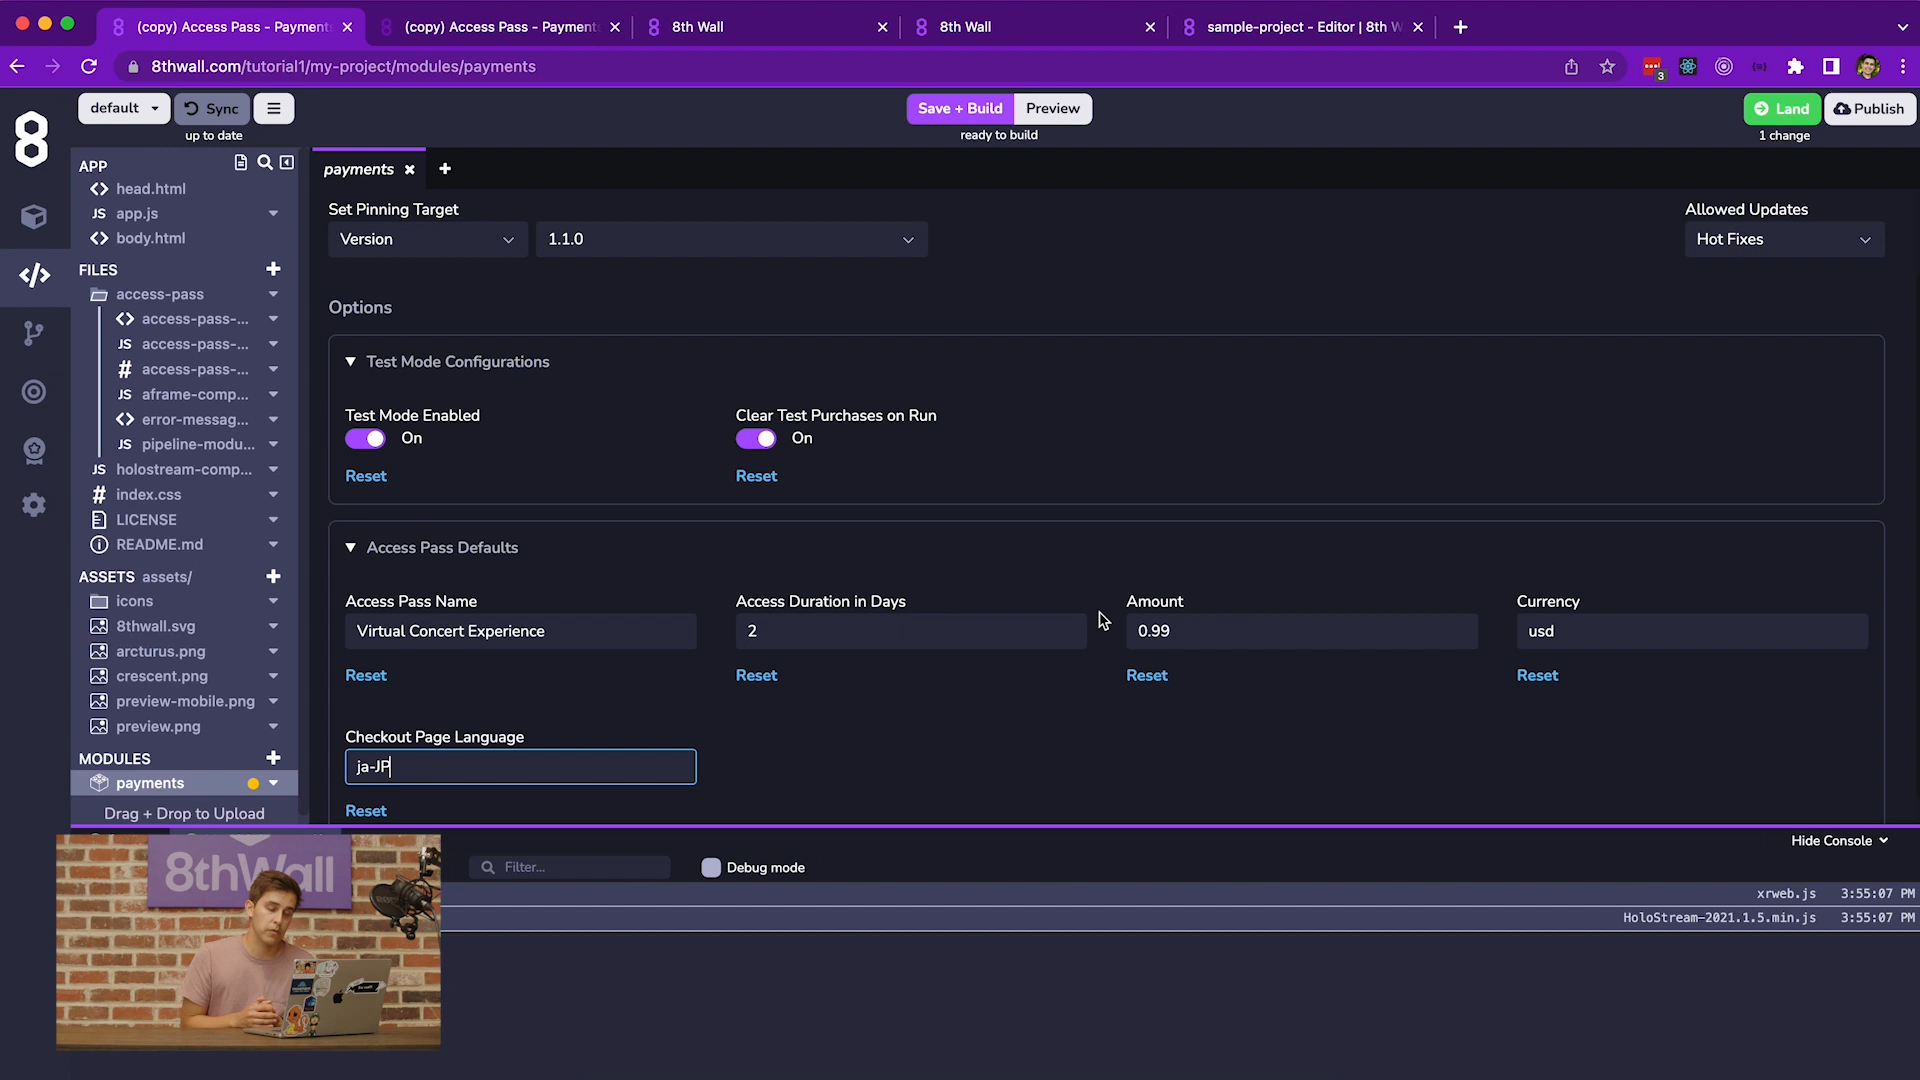 (copy) Access Pass - Payment
(copy) Access Pass - Payment
8th Wall
8th Wall
sample-project - Editor | 8th W
8thwall.com/tutorial1/my-project/modules/payments
3
default
Sync
up to date
Save + Build
Preview
ready to build
Land
Publish
1 change
APP
head.html
JS app.js
body.html
FILES
access-pass
access-pass-...
JS access-pass-...
# access-pass-...
JS aframe-comp...
error-messag...
JS pipeline-modu...
JS holostream-comp...
# index.css
LICENSE
README.md
ASSETS assets/
icons
8thwall.svg
arcturus.png
crescent.png
preview-mobile.png
preview.png
MODULES
payments
Drag + Drop to Upload
payments
Set Pinning Target
Version
1.1.0
Allowed Updates
Hot Fixes
Options
Test Mode Configurations
Test Mode Enabled
On
Reset
Clear Test Purchases on Run
On
Reset
Access Pass Defaults
Access Pass Name
Virtual Concert Experience
Reset
Access Duration in Days
2
Reset
Amount
0.99
Reset
Currency
usd
Reset
Checkout Page Language
ja-JP
Reset
Hide Console
Filter...
Debug mode
xrweb.js 3:55:07 PM
HoloStream-2021.1.5.min.js 3:55:07 PM
8thWall